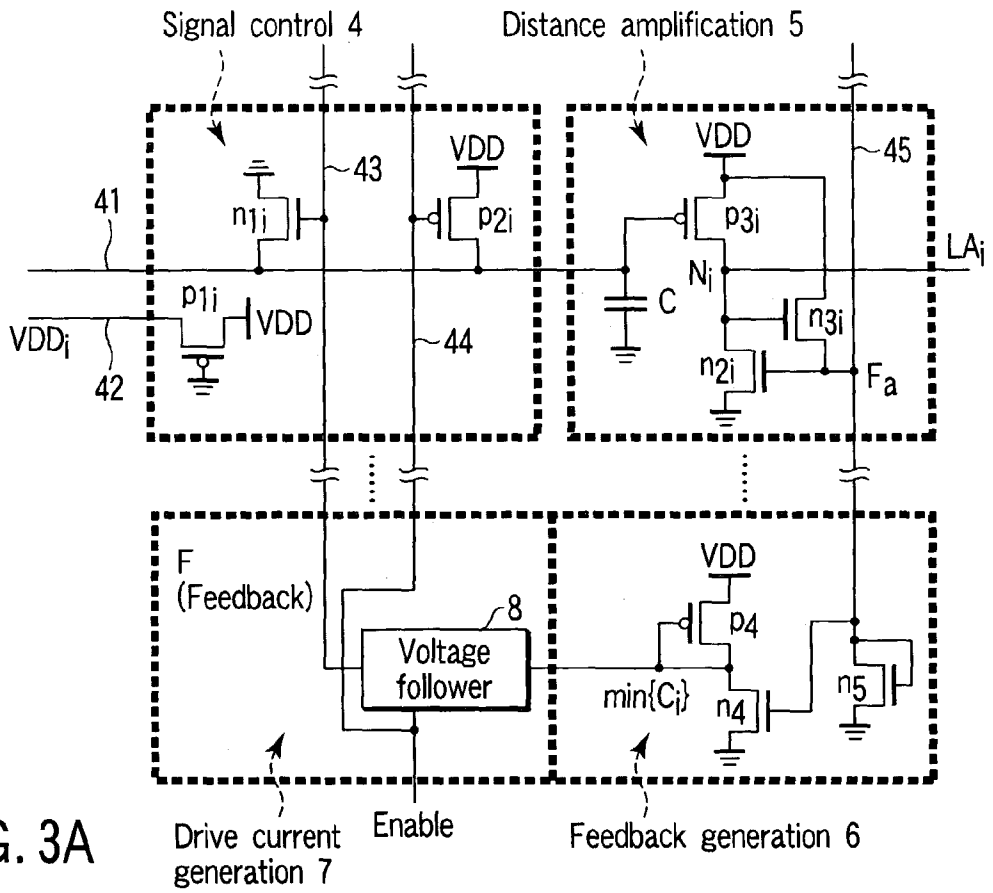 Signal control 4
Distance amplification 5
43
VDD
VDD
45
41
n1i
p2i
p3i
Ni
LAi
p1i
VDD
VDDi
C
n3i
42
44
n2i
Fa
F
(Feedback)
8
VDD
p4
Voltage
follower
min{Ci}
n4
n5
Drive current
generation 7
Enable
Feedback generation 6
G. 3A